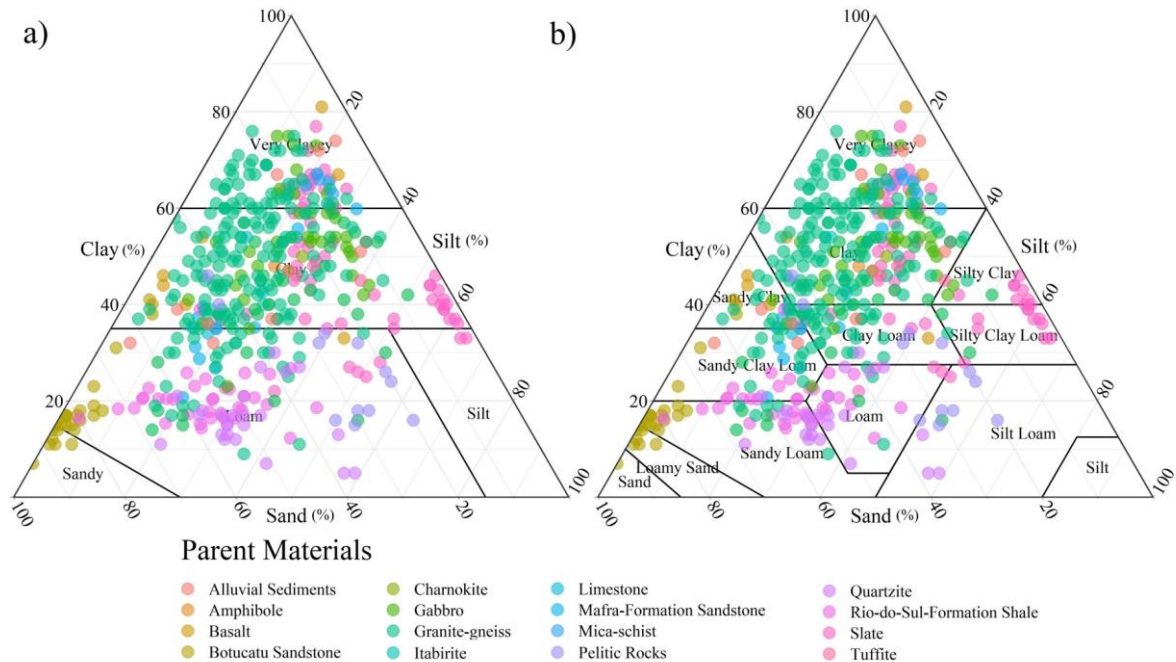 a)
100
80
20
Very Clayey
60
40
Clay (%)
Silt (%)
Clay
40
60
20
Loam
Silt
80
Sandy
100
80
60
40
20
100
Sand (%)
b)
100
80
20
Very Clayey
60
40
Clay (%)
Silt (%)
Clay
Silty Clay
Sandy Clay
40
60
Clay Loam
Silty Clay Loam
Sandy Clay Loam
20
80
Loam
Silt Loam
Sandy Loam
Loamy Sand
Sand
Silt
100
80
60
40
20
100
Sand (%)
Parent Materials
Alluvial Sediments
Amphibole
Basalt
Botucatu Sandstone
Charnokite
Gabbro
Granite-gneiss
Itabirite
Limestone
Mafra-Formation Sandstone
Mica-schist
Pelitic Rocks
Quartzite
Rio-do-Sul-Formation Shale
Slate
Tuffite